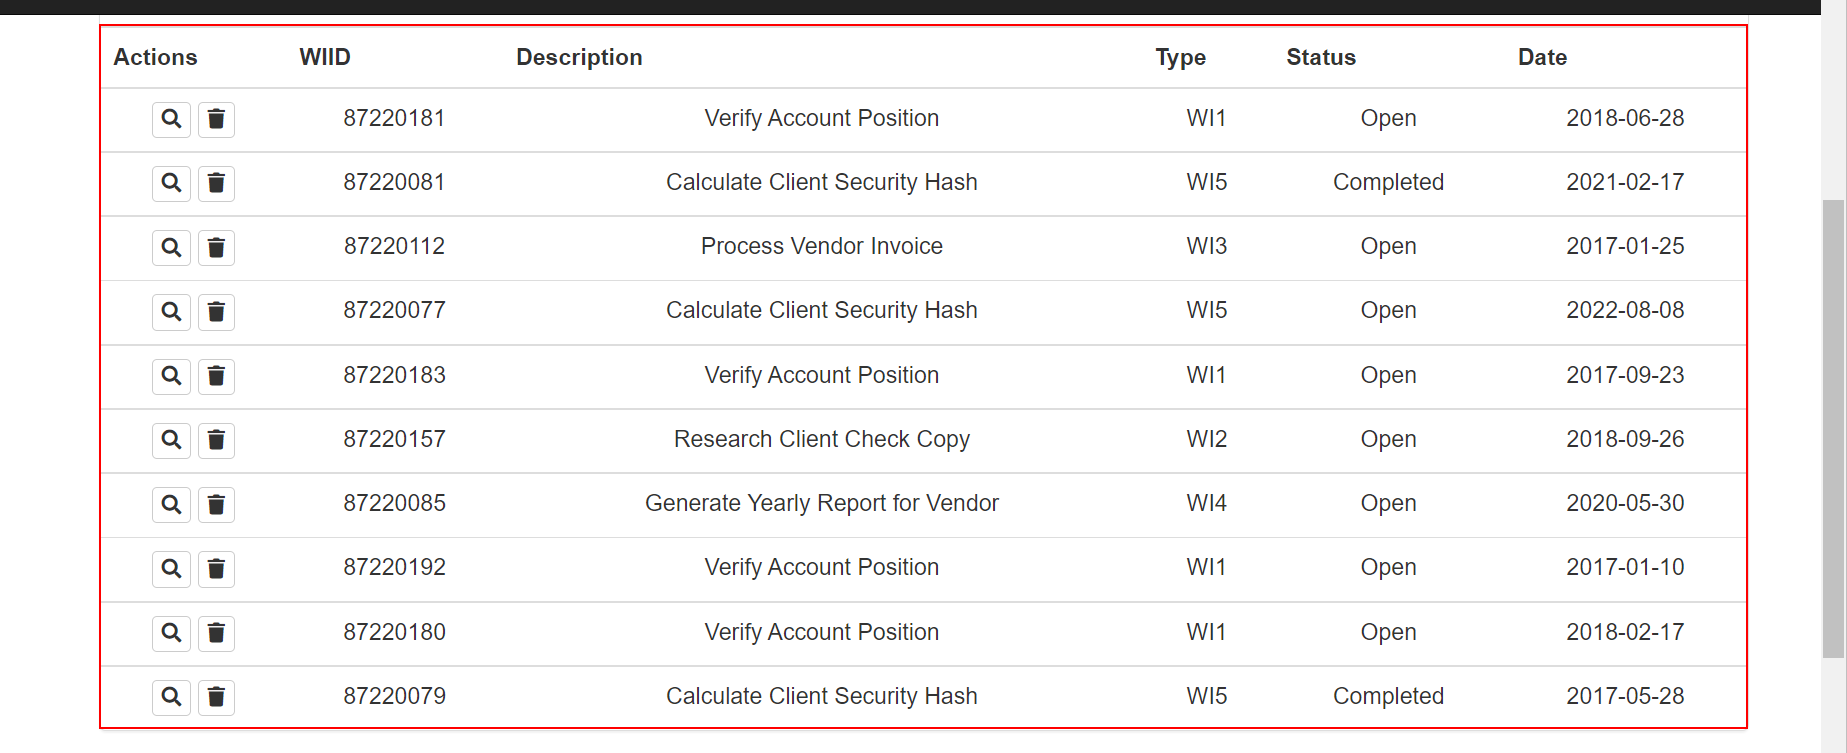 Actions WIID Description Type Status Date
87220181 Verify Account Position WI1 Open 2018-06-28
87220081 Calculate Client Security Hash WI5 Completed 2021-02-17
87220112 Process Vendor Invoice WI3 Open 2017-01-25
87220077 Calculate Client Security Hash WI5 Open 2022-08-08
87220183 Verify Account Position WI1 Open 2017-09-23
87220157 Research Client Check Copy WI2 Open 2018-09-26
87220085 Generate Yearly Report for Vendor WI4 Open 2020-05-30
87220192 Verify Account Position WI1 Open 2017-01-10
87220180 Verify Account Position WI1 Open 2018-02-17
87220079 Calculate Client Security Hash WI5 Completed 2017-05-28